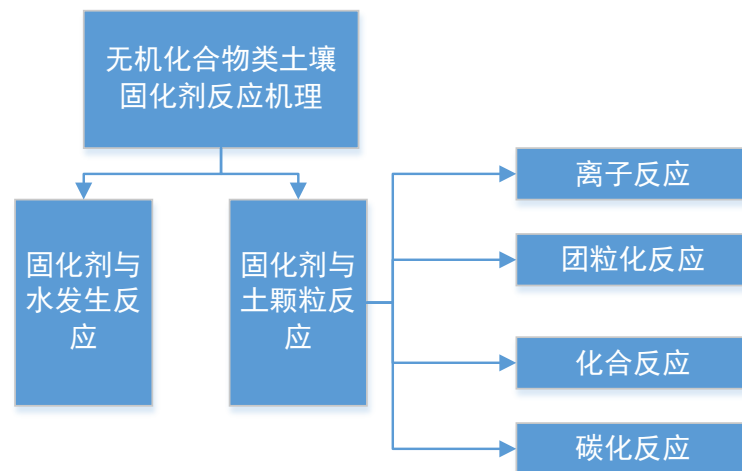 无机化合物类土壤
固化剂反应机理
固化剂与
水发生反
应
固化剂与
土颗粒反
应
离子反应
团粒化反应
化合反应
碳化反应